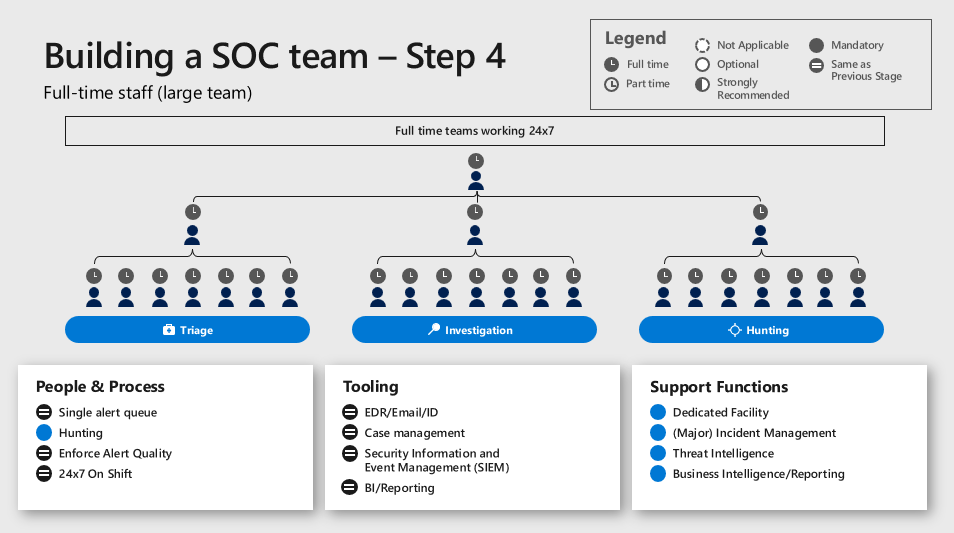 Building a SOC team – Step 4
Full-time staff (large team)
Legend
Full time
Part time
Not Applicable
Optional
Strongly
Recommended
Mandatory
Same as
Previous Stage
Full time teams working 24x7
Triage
Investigation
Hunting
People & Process
Single alert queue
Hunting
Enforce Alert Quality
24x7 On Shift
Tooling
EDR/Email/ID
Case management
Security Information and
Event Management (SIEM)
BI/Reporting
Support Functions
Dedicated Facility
(Major) Incident Management
Threat Intelligence
Business Intelligence/Reporting